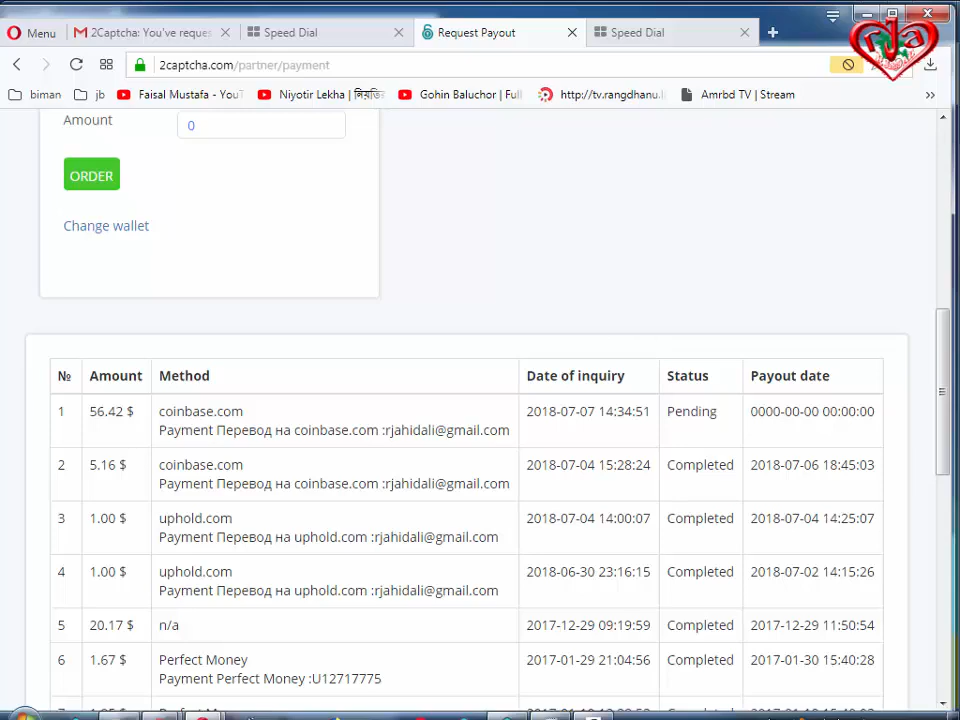 Menu
2Captcha: You've reques
Speed Dial
Request Payout
Speed Dial
rja
2captcha.com/partner/payment
biman
jb
Faisal Mustafa - YouT
Niyotir Lekha | নিয়তির
Gohin Baluchor | Full
http://tv.rangdhanu.li
Amrbd TV | Stream
Amount
0
ORDER
Change wallet
№ Amount Method Date of inquiry Status Payout date
1 56.42 $ coinbase.com 2018-07-07 14:34:51 Pending 0000-00-00 00:00:00
Payment Перевод на coinbase.com :rjahidali@gmail.com
2 5.16 $ coinbase.com 2018-07-04 15:28:24 Completed 2018-07-06 18:45:03
Payment Перевод на coinbase.com :rjahidali@gmail.com
3 1.00 $ uphold.com 2018-07-04 14:00:07 Completed 2018-07-04 14:25:07
Payment Перевод на uphold.com :rjahidali@gmail.com
4 1.00 $ uphold.com 2018-06-30 23:16:15 Completed 2018-07-02 14:15:26
Payment Перевод на uphold.com :rjahidali@gmail.com
5 20.17 $ n/a 2017-12-29 09:19:59 Completed 2017-12-29 11:50:54
6 1.67 $ Perfect Money 2017-01-29 21:04:56 Completed 2017-01-30 15:40:28
Payment Perfect Money :U12717775